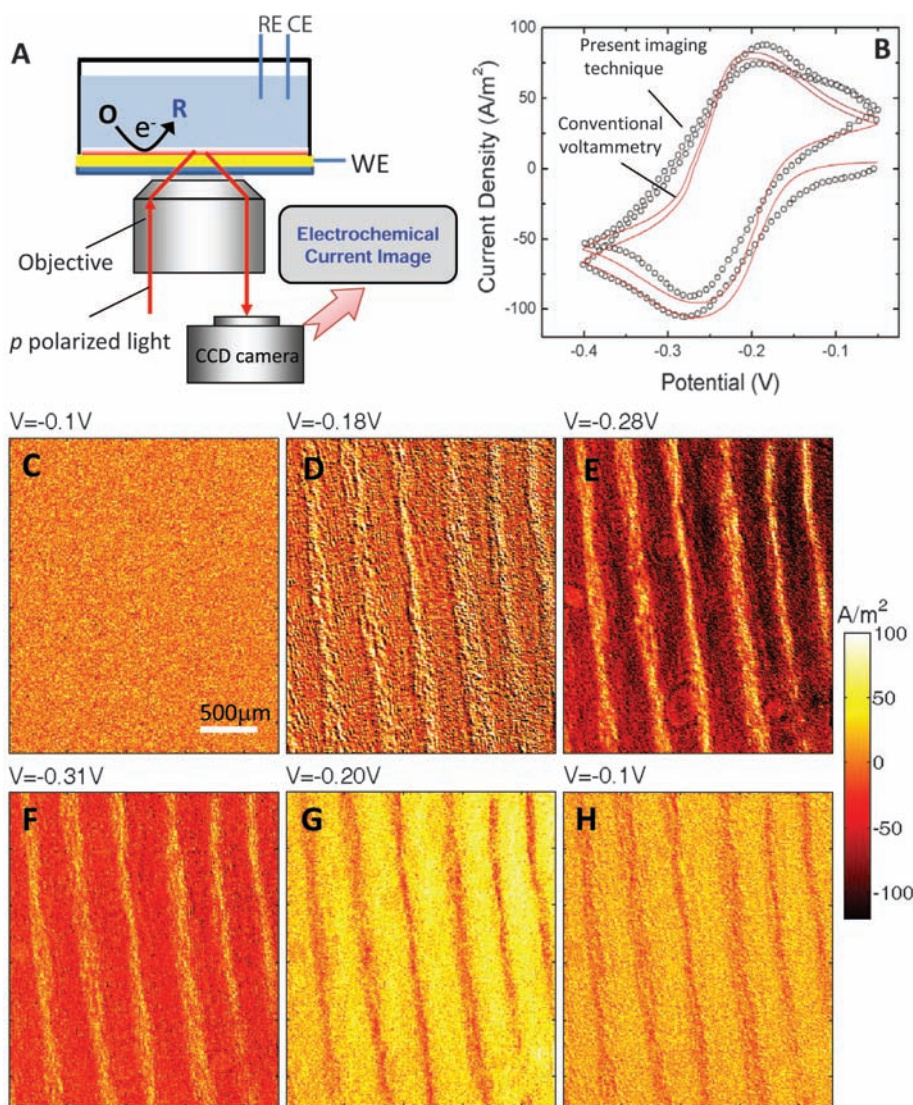 A
RE CE
O
R
e-
WE
Objective
p polarized light
CCD camera
Electrochemical
Current Image
B
Present imaging
technique
Conventional
voltammetry
Current Density (A/m²)
100
50
0
-50
-100
-0.4
-0.3
-0.2
-0.1
Potential (V)
V=-0.1V
V=-0.18V
V=-0.28V
C
D
E
500µm
A/m²
100
50
0
-50
-100
V=-0.31V
V=-0.20V
V=-0.1V
F
G
H